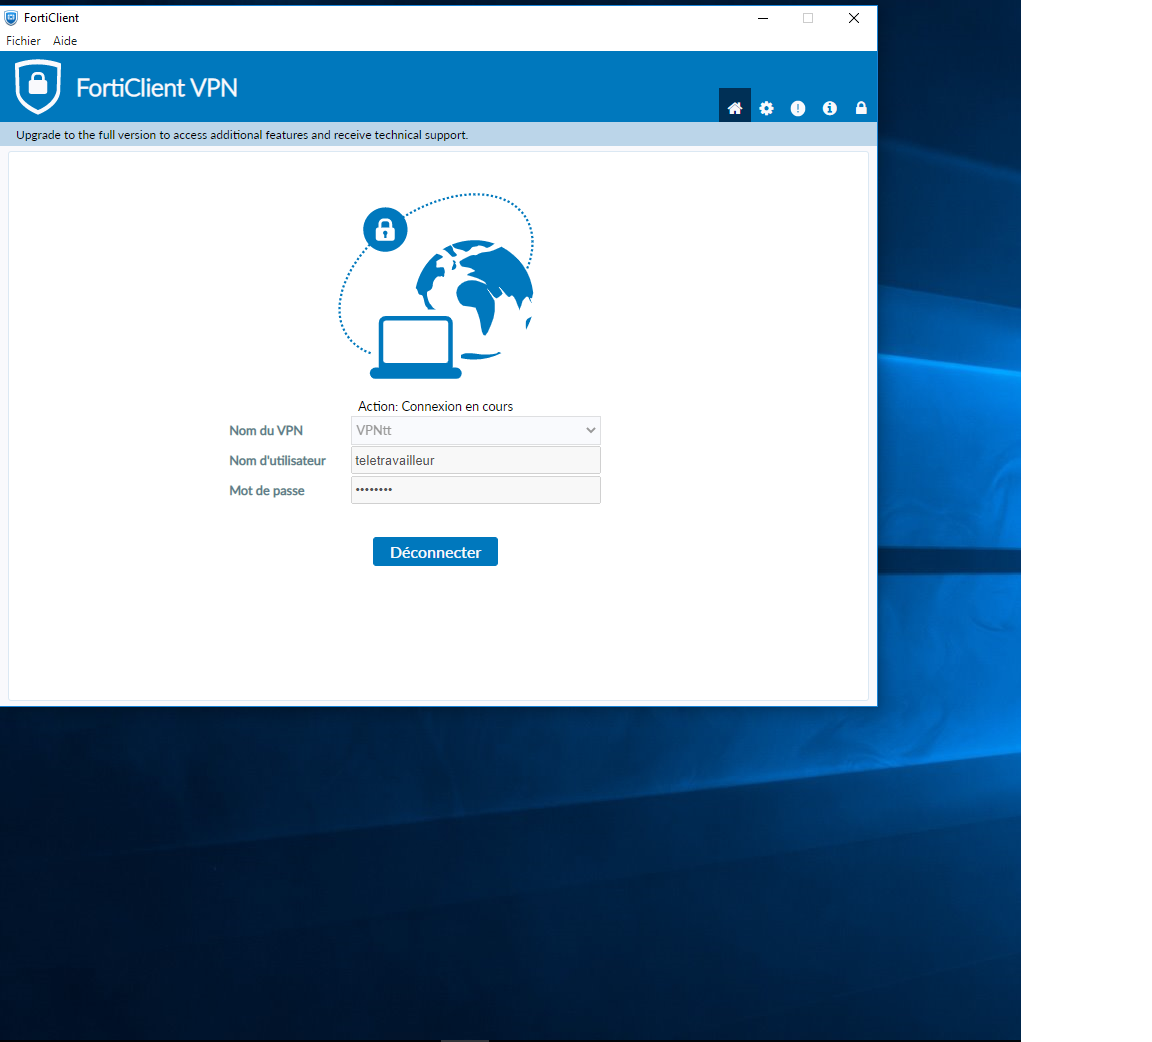 FortiClient
Fichier Aide
FortiClient VPN
Upgrade to the full version to access additional features and receive technical support.
Action: Connexion en cours
Nom du VPN VPNtt
Nom d'utilisateur teletravailleur
Mot de passe ••••••••
Déconnecter